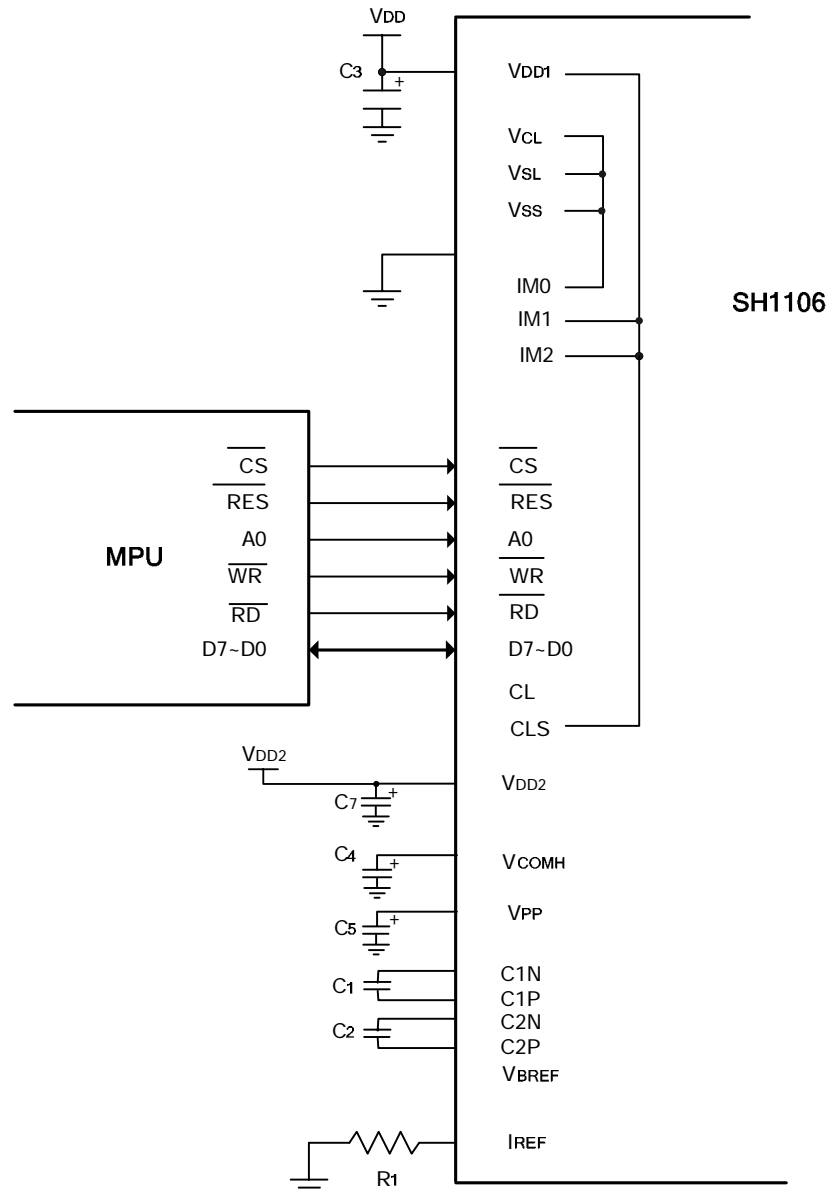 VDD
C3
+
VDD1
VCL
VSL
VSS
IM0
IM1
IM2
SH1106
MPU
CS
RES
A0
WR
RD
D7~D0
CS
RES
A0
WR
RD
D7~D0
CL
CLS
VDD2
C7
+
VDD2
C4
+
VCOMH
C5
+
VPP
C1
C1N
C1P
C2
C2N
C2P
VBREF
IREF
R1